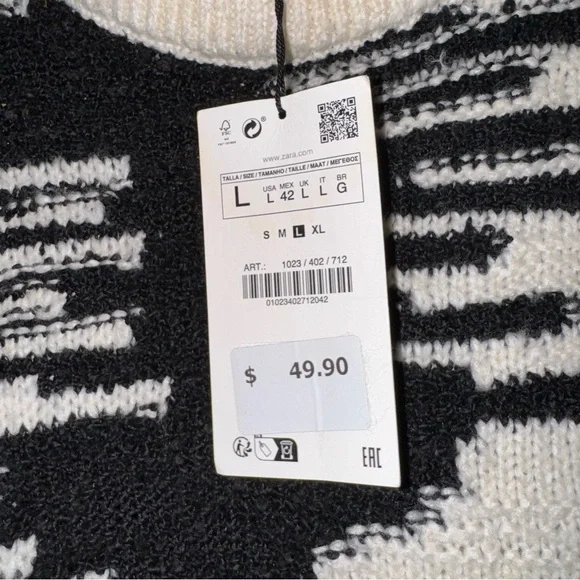 www.zara.com
TALLA / SIZE / TAMANHO / TAILLE / MAAT / ΜΕΓΕΘΟΣ
L USA L MEX 42 UK L IT L BR G
S M L XL
ART.: 1023 / 402 / 712
01023402712042
$ 49.90
EAC